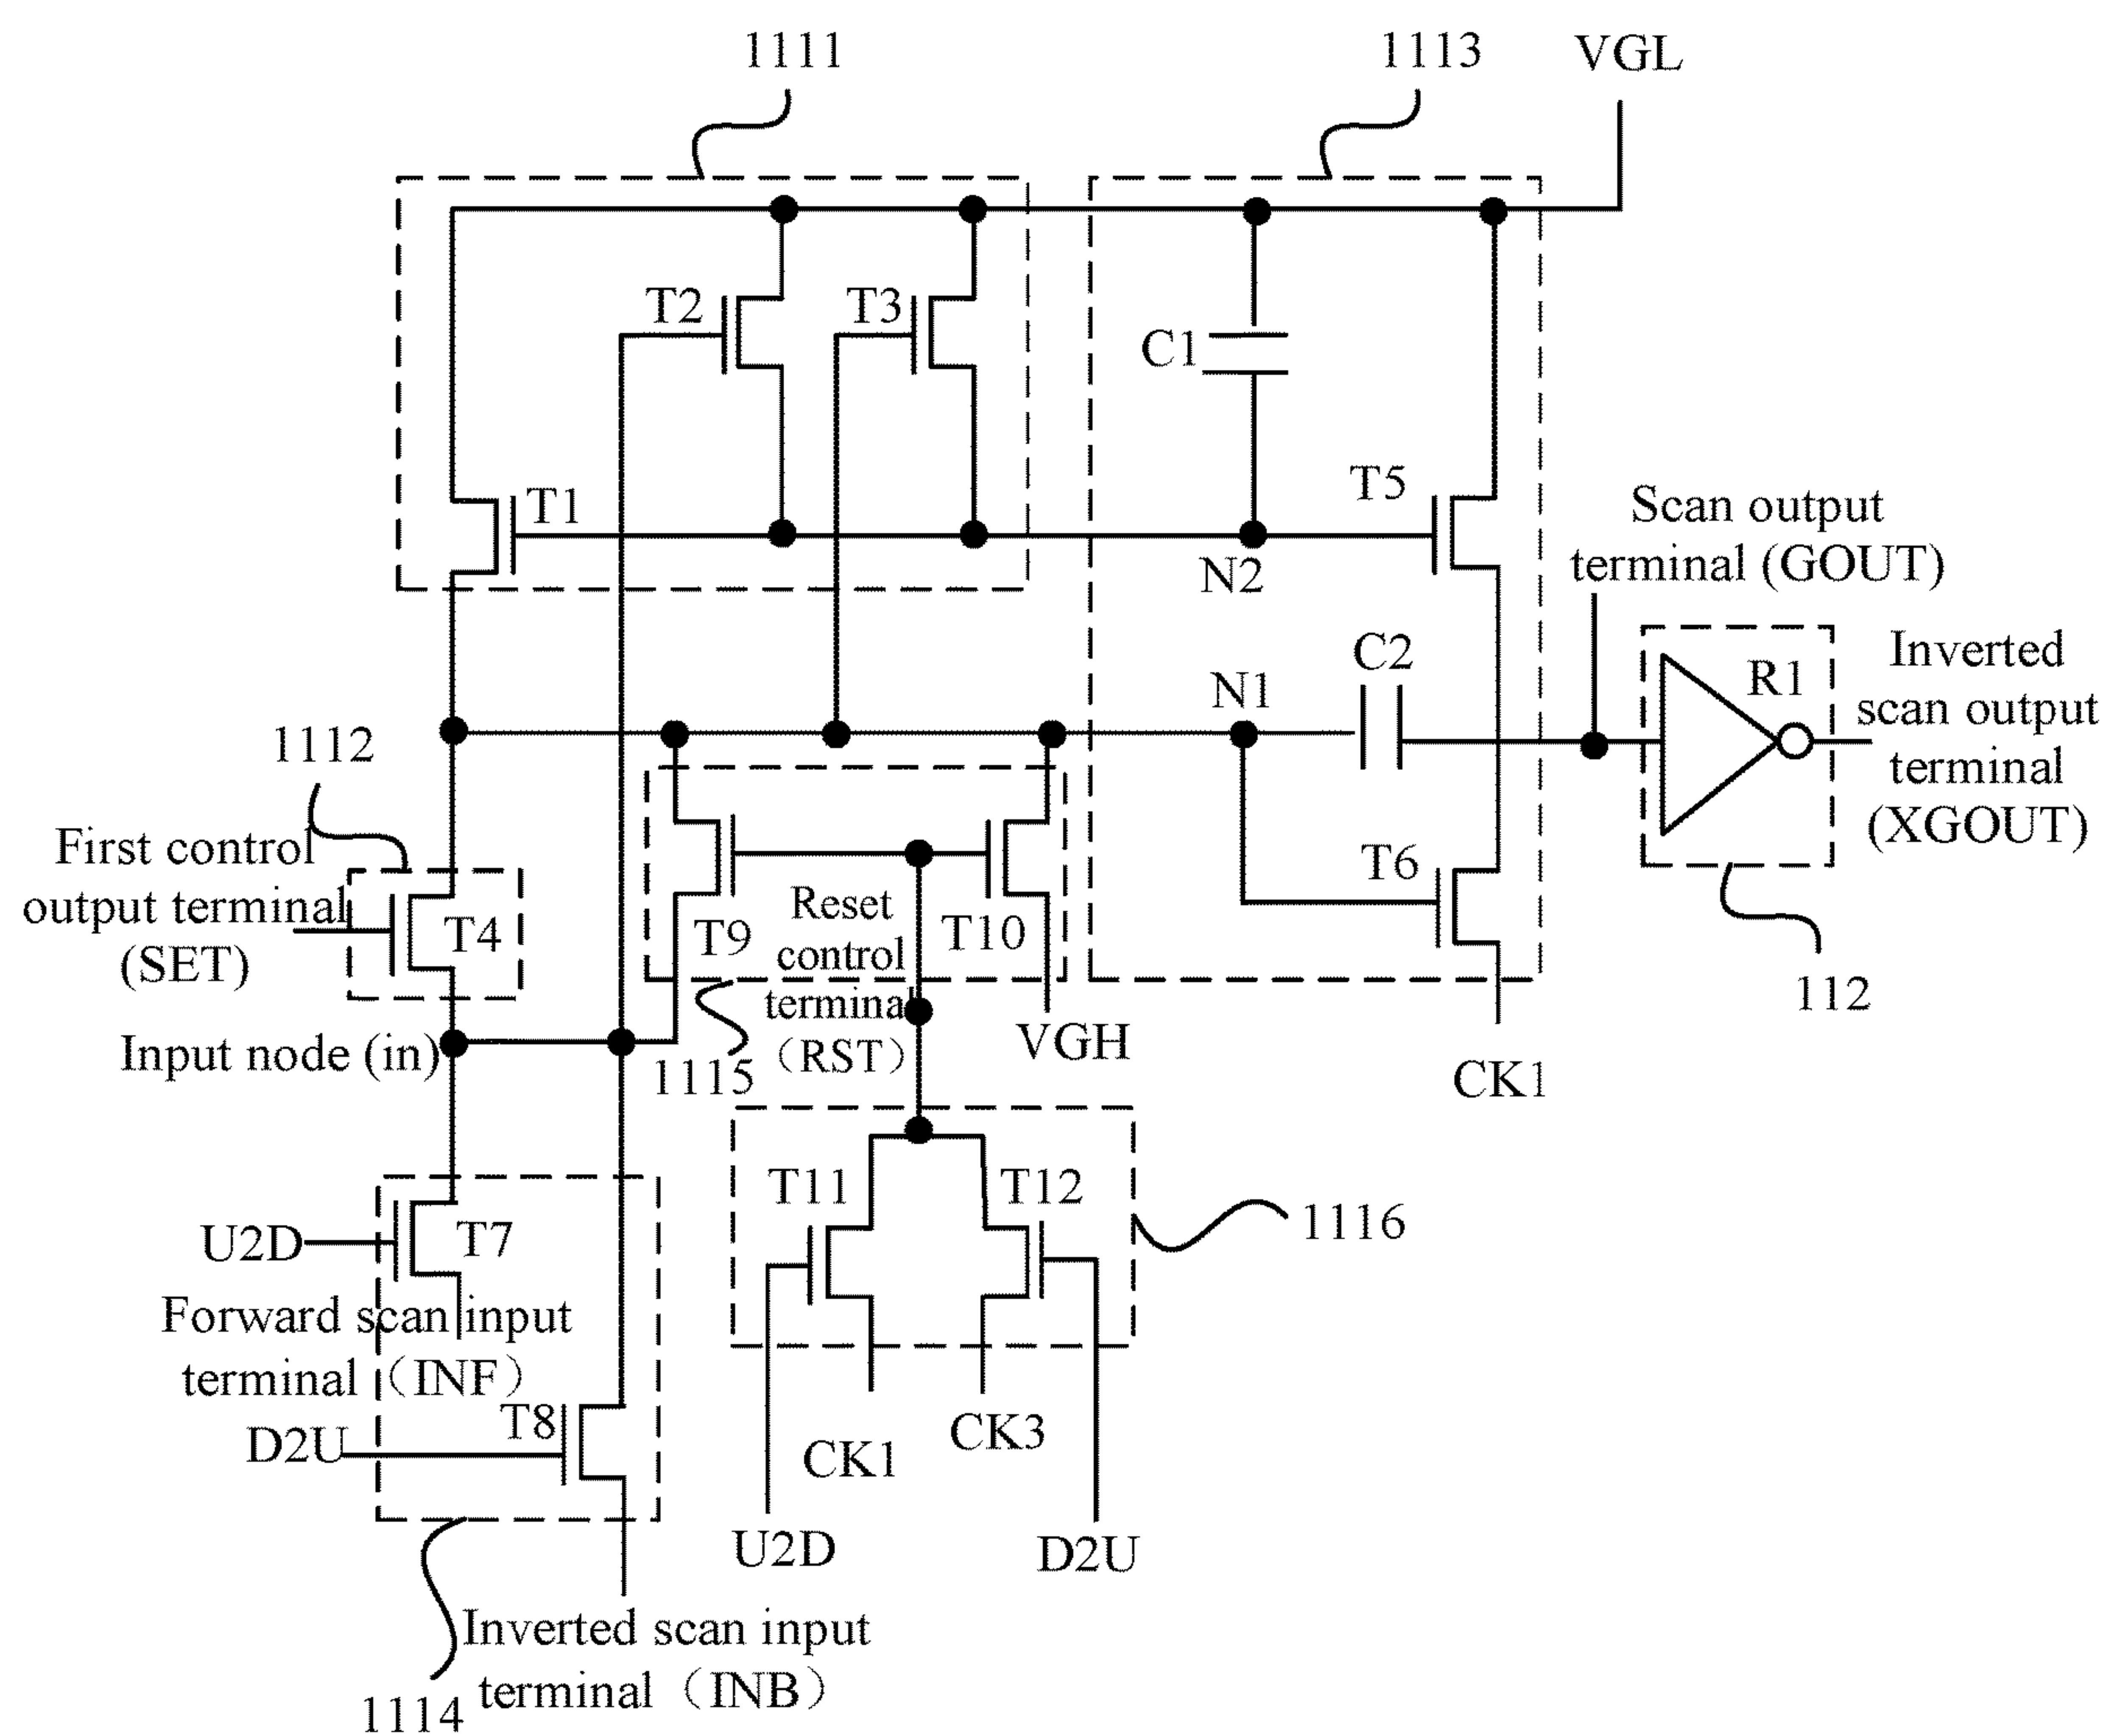 1111
1113
VGL
T2
T3
C1
T1
T5
Scan output
terminal (GOUT)
N2
C2
N1
R1
Inverted
scan output
terminal
(XGOUT)
1112
First control
output terminal
(SET)
T4
T9
Reset
control
terminal
（RST）
T10
T6
112
Input node (in)
1115
VGH
CK1
T11
T12
1116
U2D
T7
Forward scan input
terminal（INF）
D2U
T8
CK1
CK3
U2D
D2U
Inverted scan input
terminal（INB）
1114